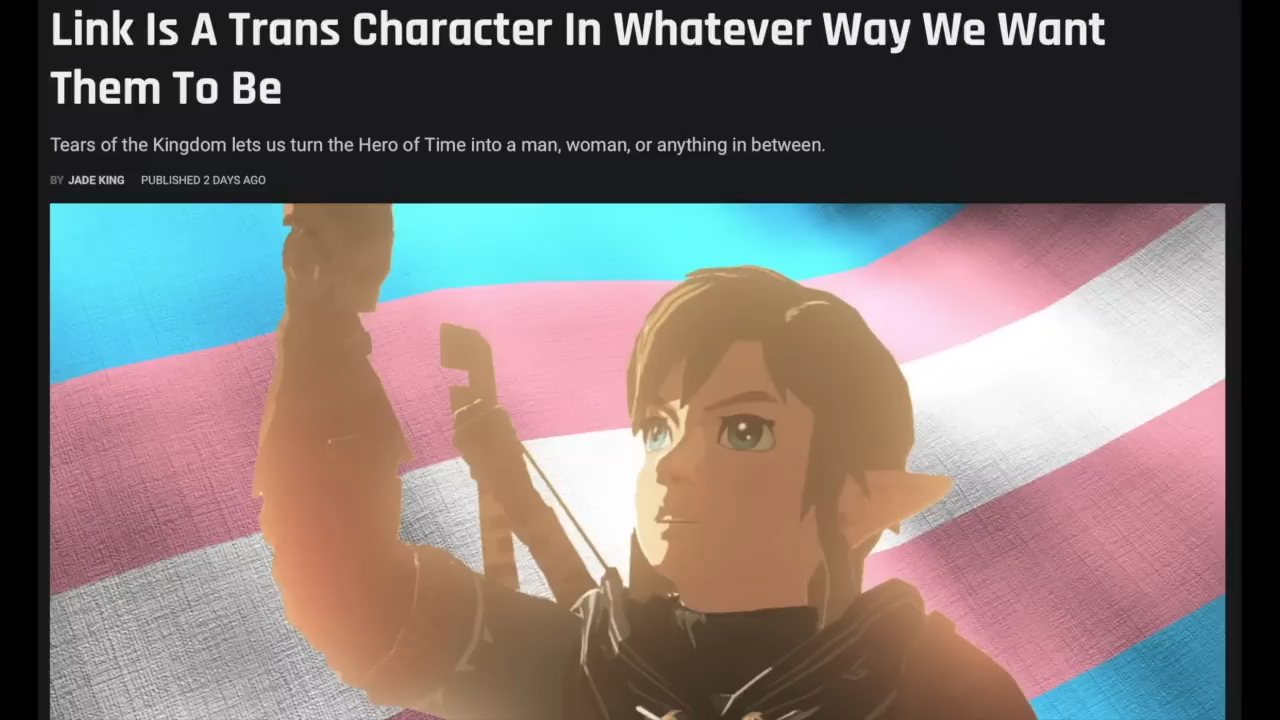 Link Is A Trans Character In Whatever Way We Want
Them To Be
Tears of the Kingdom lets us turn the Hero of Time into a man, woman, or anything in between.
BY JADE KING PUBLISHED 2 DAYS AGO